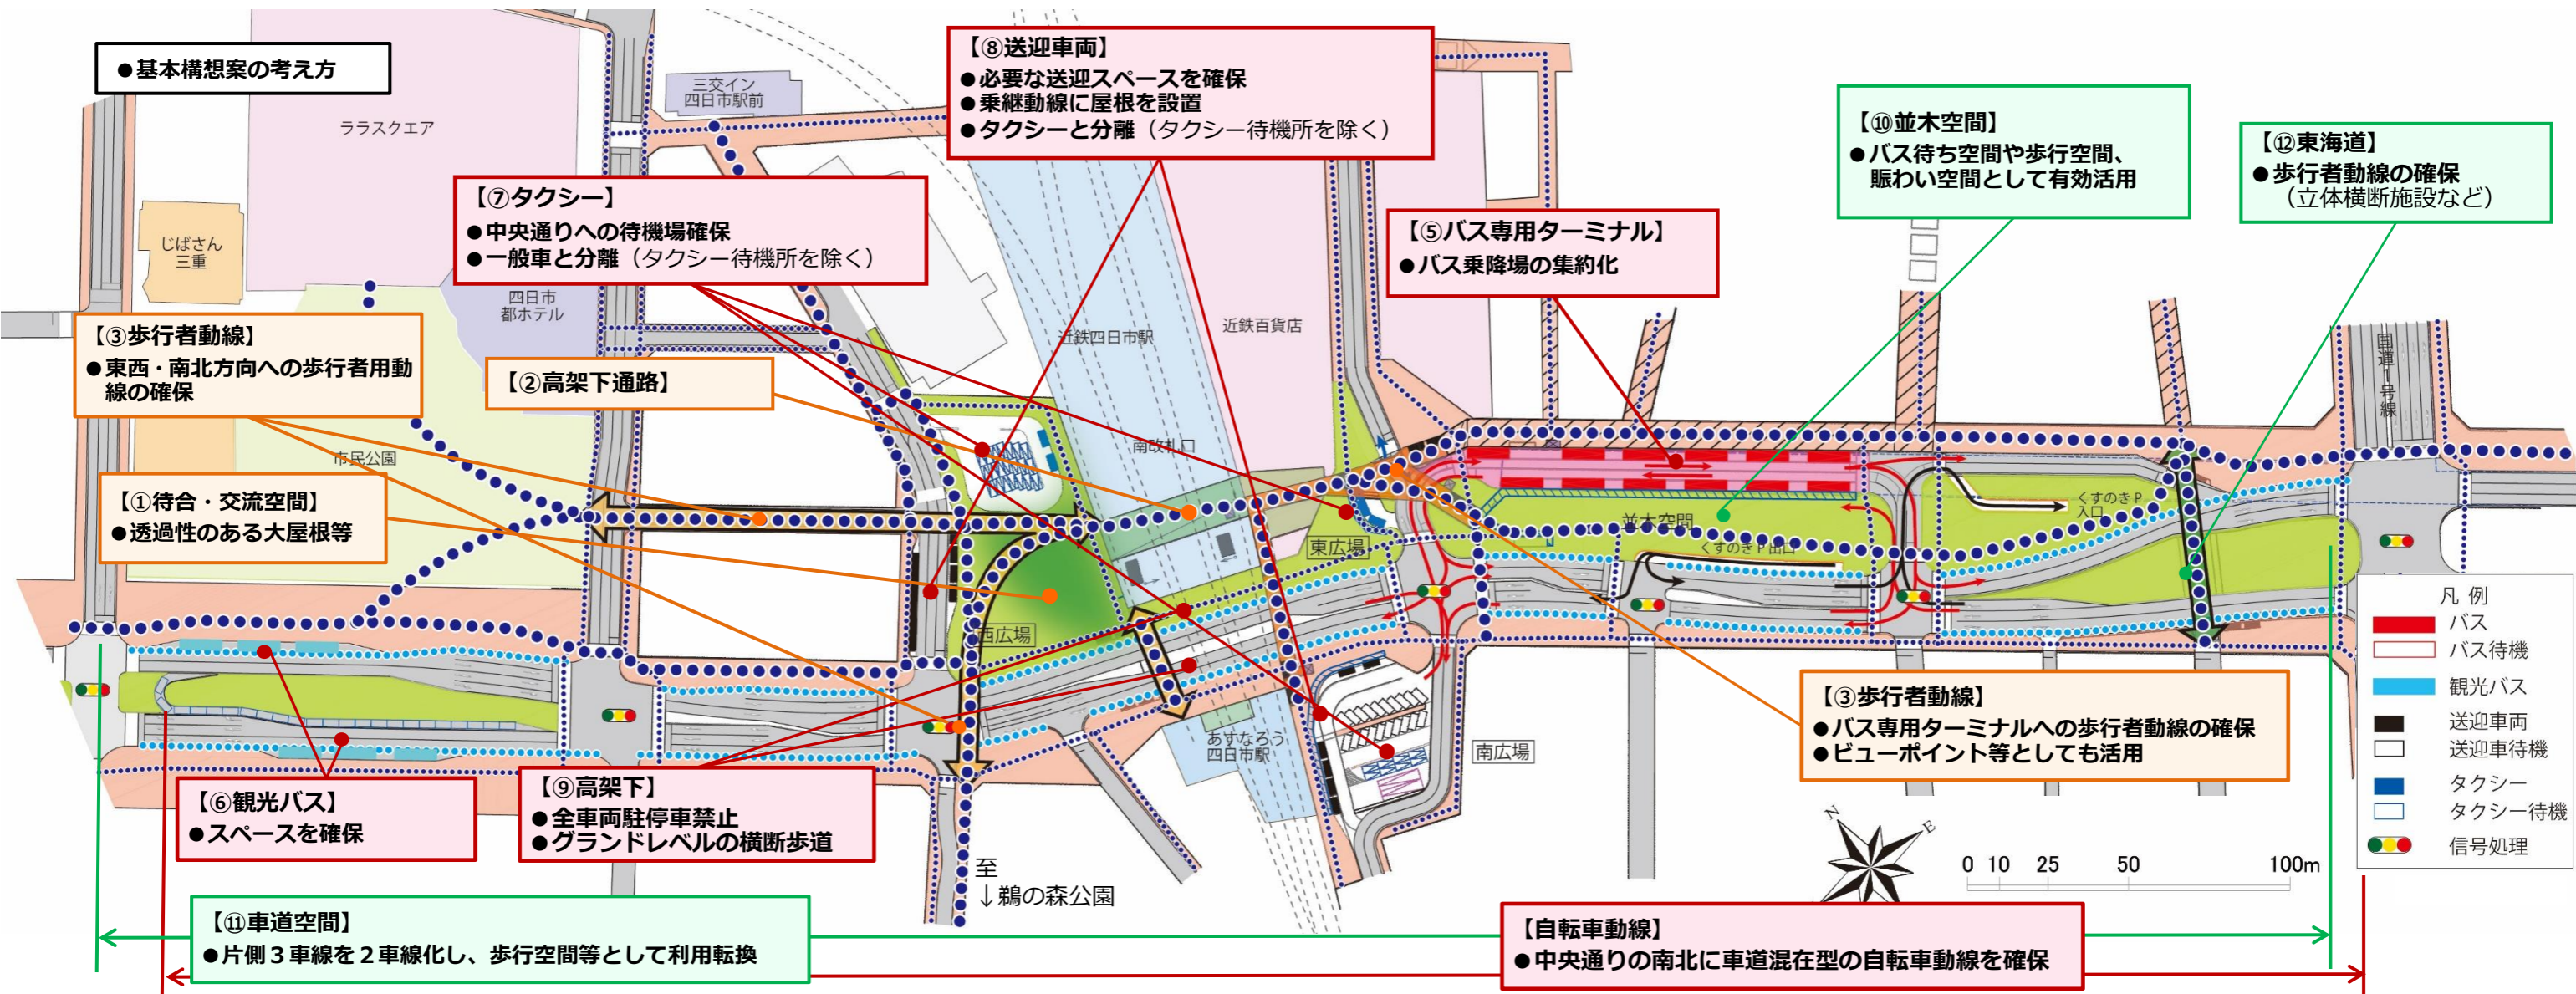 ●基本構想案の考え方
【⑧送迎車両】
●必要な送迎スペースを確保
●乗継動線に屋根を設置
●タクシーと分離（タクシー待機所を除く）
三交イン
四日市駅前
ララスクエア
【⑩並木空間】
●バス待ち空間や歩行空間、
賑わい空間として有効活用
【⑫東海道】
●歩行者動線の確保
（立体横断施設など）
【⑦タクシー】
●中央通りへの待機場確保
●一般車と分離（タクシー待機所を除く）
【⑤バス専用ターミナル】
●バス乗降場の集約化
じばさん
三重
四日市
都ホテル
近鉄四日市駅
近鉄百貨店
国道1号線
【③歩行者動線】
●東西・南北方向への歩行者用動
線の確保
【②高架下通路】
市民公園
南改札口
【①待合・交流空間】
●透過性のある大屋根等
くすのきP
入口
並木空間
くすのきP出口
東広場
西広場
凡 例
バス
バス待機
観光バス
送迎車両
送迎車待機
タクシー
タクシー待機
信号処理
あすなろう
四日市駅
南広場
【③歩行者動線】
●バス専用ターミナルへの歩行者動線の確保
●ビューポイント等としても活用
【⑥観光バス】
●スペースを確保
【⑨高架下】
●全車両駐停車禁止
●グランドレベルの横断歩道
至
↓鵜の森公園
N
E
0 10 25 50 100m
【⑪車道空間】
●片側３車線を２車線化し、歩行空間等として利用転換
【自転車動線】
●中央通りの南北に車道混在型の自転車動線を確保